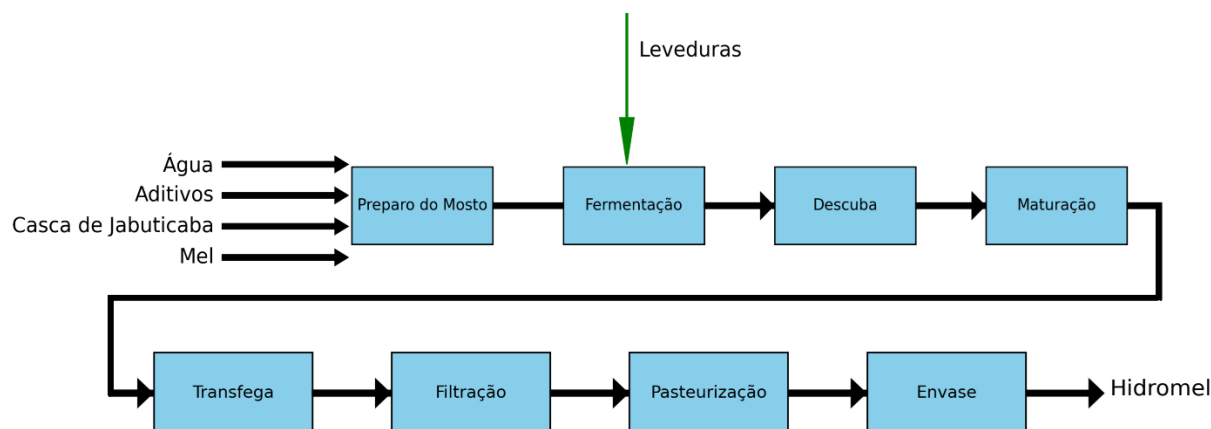 Leveduras
Água
Aditivos
Casca de Jabuticaba
Mel
Preparo do Mosto
Fermentação
Descuba
Maturação
Transfega
Filtração
Pasteurização
Envase
Hidromel